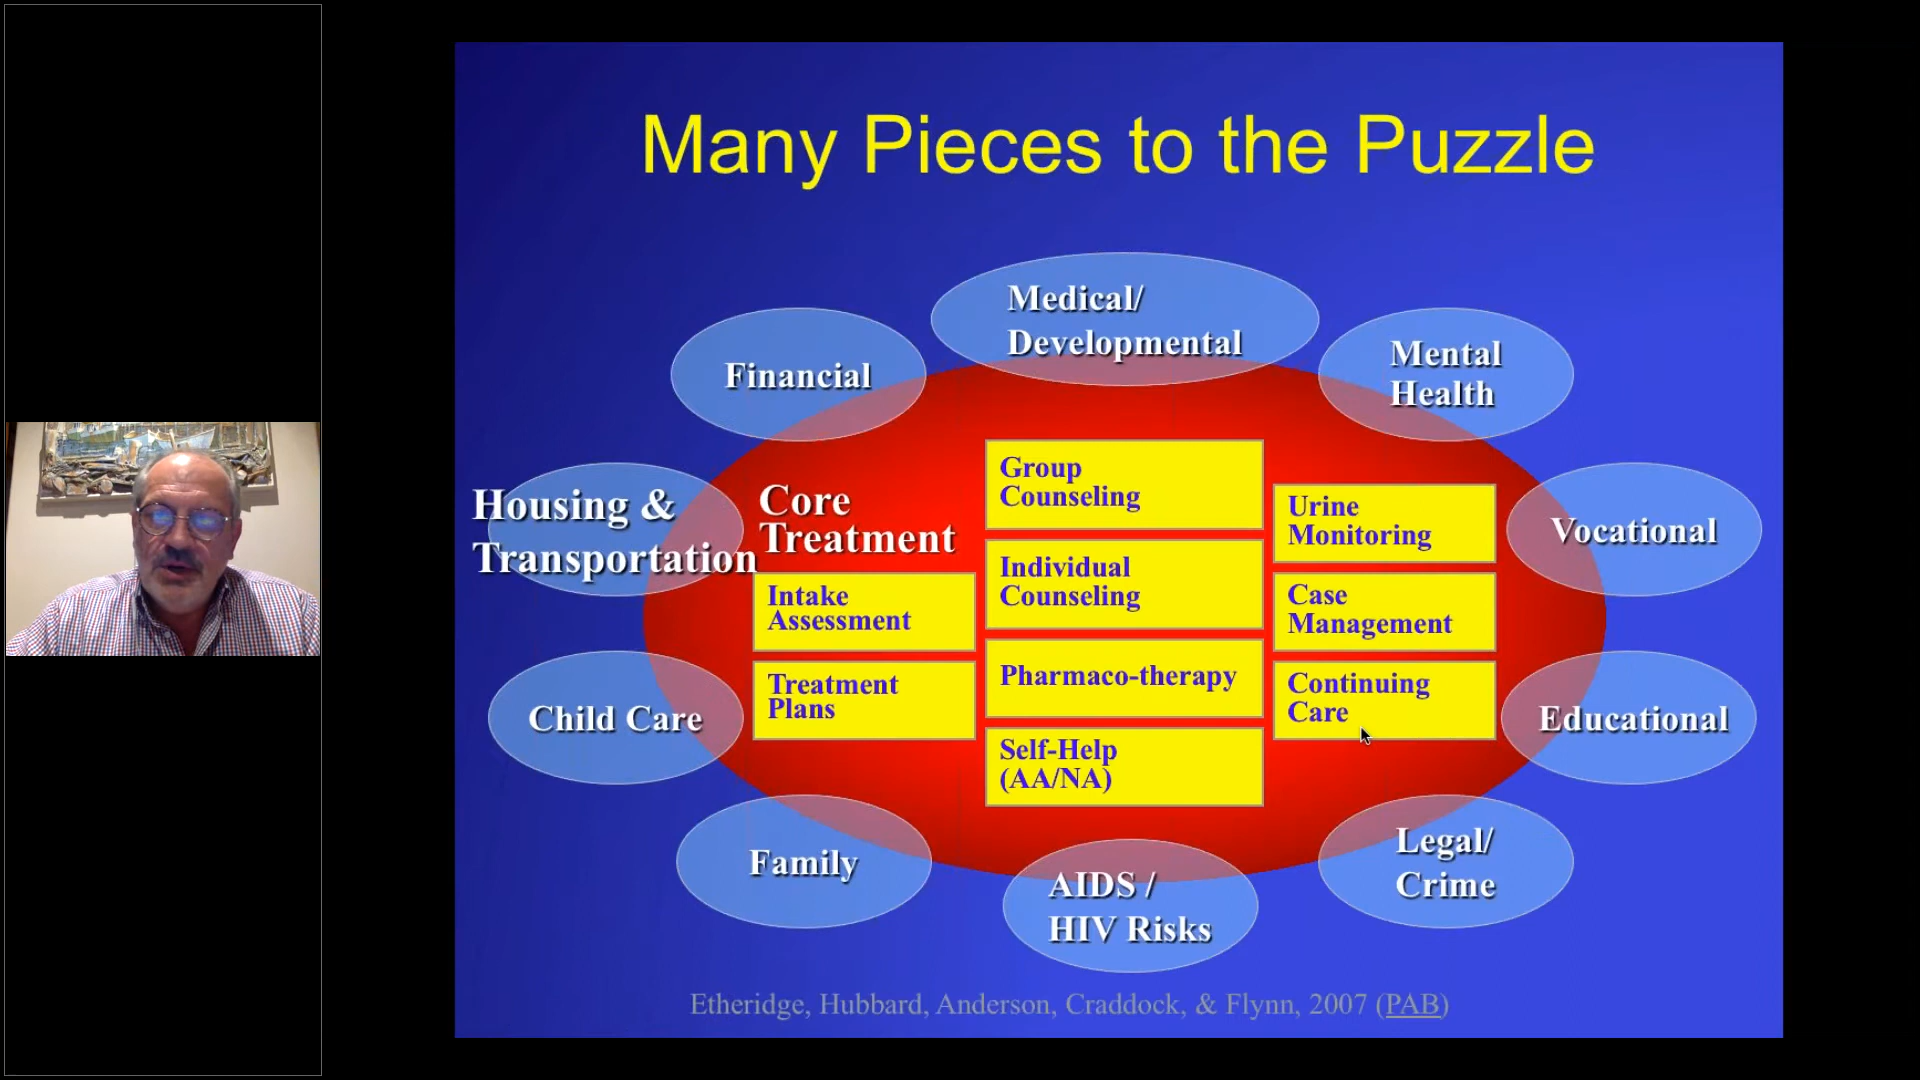 Many Pieces to the Puzzle
Medical/
Developmental
Financial
Mental
Health
Housing &
Transportation
Core
Treatment
Group
Counseling
Urine
Monitoring
Vocational
Intake
Assessment
Individual
Counseling
Case
Management
Child Care
Treatment
Plans
Pharmaco-therapy
Continuing
Care
Educational
Self-Help
(AA/NA)
Family
AIDS /
HIV Risks
Legal/
Crime
Etheridge, Hubbard, Anderson, Craddock, & Flynn, 2007 (PAB)